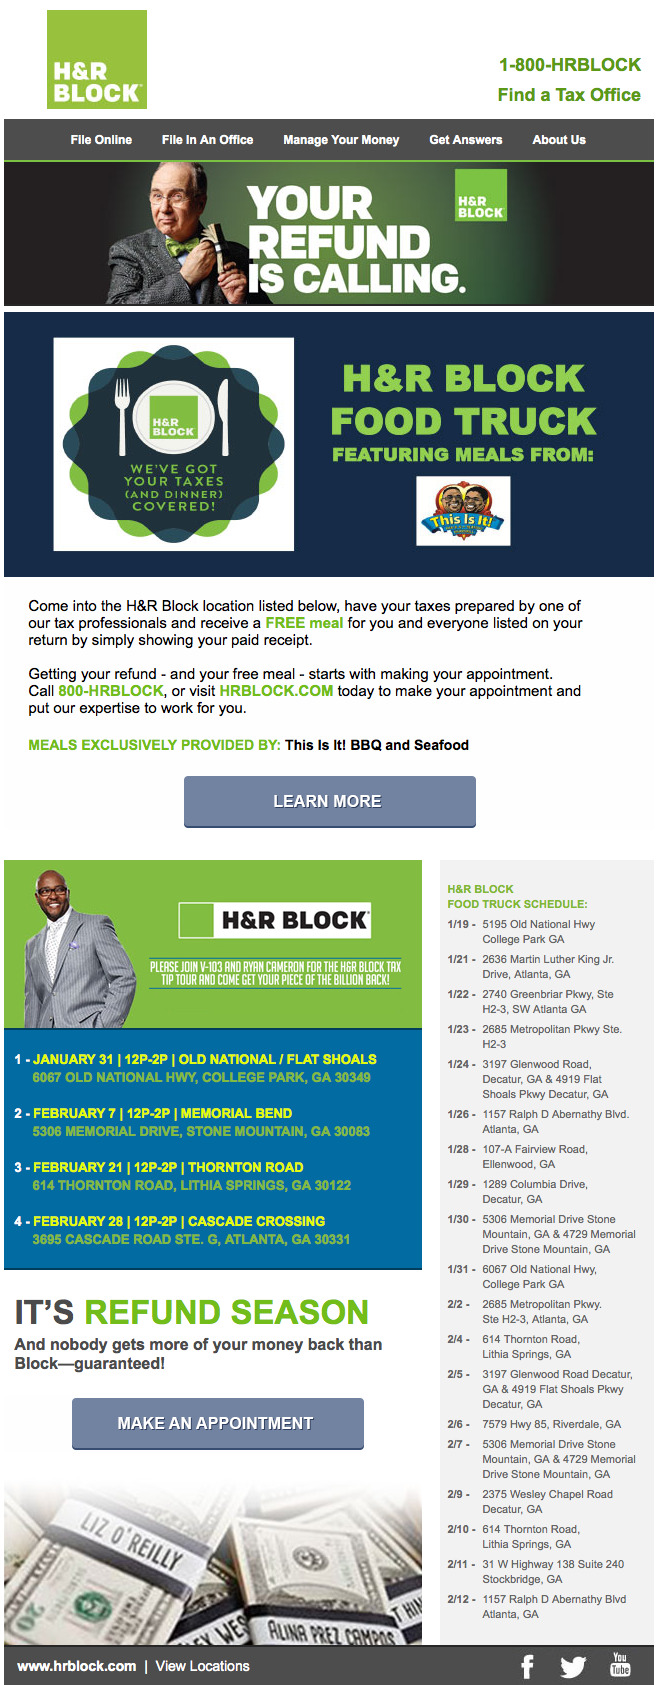 H&R
BLOCK
1-800-HRBLOCK
Find a Tax Office
File Online File In An Office Manage Your Money Get Answers About Us
YOUR
REFUND
IS CALLING.
H&R
BLOCK
H&R
BLOCK
WE'VE GOT
YOUR TAXES
(AND DINNER)
COVERED!
H&R BLOCK
FOOD TRUCK
FEATURING MEALS FROM:
This Is It!
Come into the H&R Block location listed below, have your taxes prepared by one of
our tax professionals and receive a FREE meal for you and everyone listed on your
return by simply showing your paid receipt.
Getting your refund - and your free meal - starts with making your appointment.
Call 800-HRBLOCK, or visit HRBLOCK.COM today to make your appointment and
put our expertise to work for you.
MEALS EXCLUSIVELY PROVIDED BY: This Is It! BBQ and Seafood
LEARN MORE
H&R BLOCK
PLEASE JOIN V-103 AND RYAN CAMERON FOR THE H&R BLOCK TAX
TIP TOUR AND COME GET YOUR PIECE OF THE BILLION BACK!
1 - JANUARY 31 | 12P-2P | OLD NATIONAL / FLAT SHOALS
6067 OLD NATIONAL HWY, COLLEGE PARK, GA 30349
2 - FEBRUARY 7 | 12P-2P | MEMORIAL BEND
5306 MEMORIAL DRIVE, STONE MOUNTAIN, GA 30083
3 - FEBRUARY 21 | 12P-2P | THORNTON ROAD
614 THORNTON ROAD, LITHIA SPRINGS, GA 30122
4 - FEBRUARY 28 | 12P-2P | CASCADE CROSSING
3695 CASCADE ROAD STE. G, ATLANTA, GA 30331
IT'S REFUND SEASON
And nobody gets more of your money back than
Block—guaranteed!
MAKE AN APPOINTMENT
LIZ O'REILLY
ALINA PREZ CAMPOS
20
H&R BLOCK
FOOD TRUCK SCHEDULE:
1/19 - 5195 Old National Hwy
College Park GA
1/21 - 2636 Martin Luther King Jr.
Drive, Atlanta, GA
1/22 - 2740 Greenbriar Pkwy, Ste
H2-3, SW Atlanta GA
1/23 - 2685 Metropolitan Pkwy Ste.
H2-3
1/24 - 3197 Glenwood Road,
Decatur, GA & 4919 Flat
Shoals Pkwy Decatur, GA
1/26 - 1157 Ralph D Abernathy Blvd.
Atlanta, GA
1/28 - 107-A Fairview Road,
Ellenwood, GA
1/29 - 1289 Columbia Drive,
Decatur, GA
1/30 - 5306 Memorial Drive Stone
Mountain, GA & 4729 Memorial
Drive Stone Mountain, GA
1/31 - 6067 Old National Hwy,
College Park GA
2/2 - 2685 Metropolitan Pkwy.
Ste H2-3, Atlanta, GA
2/4 - 614 Thornton Road,
Lithia Springs, GA
2/5 - 3197 Glenwood Road Decatur,
GA & 4919 Flat Shoals Pkwy
Decatur, GA
2/6 - 7579 Hwy 85, Riverdale, GA
2/7 - 5306 Memorial Drive Stone
Mountain, GA & 4729 Memorial
Drive Stone Mountain, GA
2/9 - 2375 Wesley Chapel Road
Decatur, GA
2/10 - 614 Thornton Road,
Lithia Springs, GA
2/11 - 31 W Highway 138 Suite 240
Stockbridge, GA
2/12 - 1157 Ralph D Abernathy Blvd
Atlanta, GA
www.hrblock.com | View Locations
You
Tube